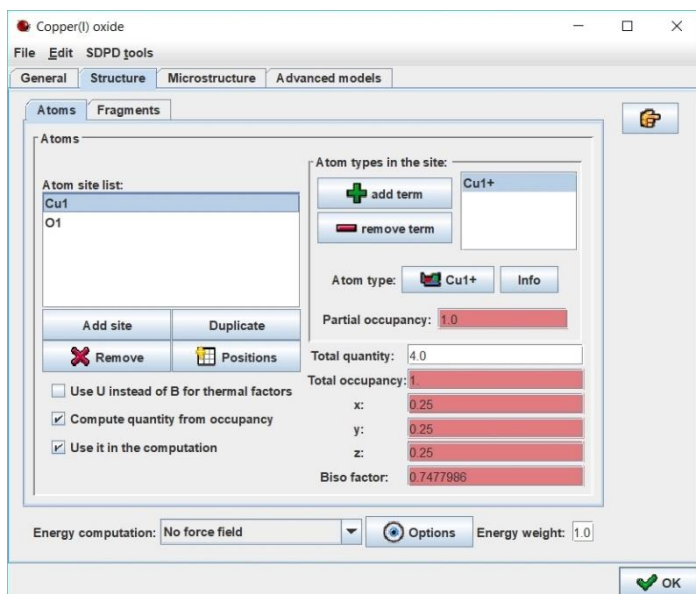 Copper(I) oxide
File Edit SDPD tools
General Structure Microstructure Advanced models
Atoms Fragments
Atoms
Atom site list:
Cu1
O1
Add site Duplicate
Remove Positions
Use U instead of B for thermal factors
Compute quantity from occupancy
Use it in the computation
Atom types in the site:
add term
remove term
Cu1+
Atom type: Cu1+ Info
Partial occupancy: 1.0
Total quantity: 4.0
Total occupancy: 1.
x: 0.25
y: 0.25
z: 0.25
Biso factor: 0.7477986
Energy computation: No force field Options Energy weight: 1.0
OK